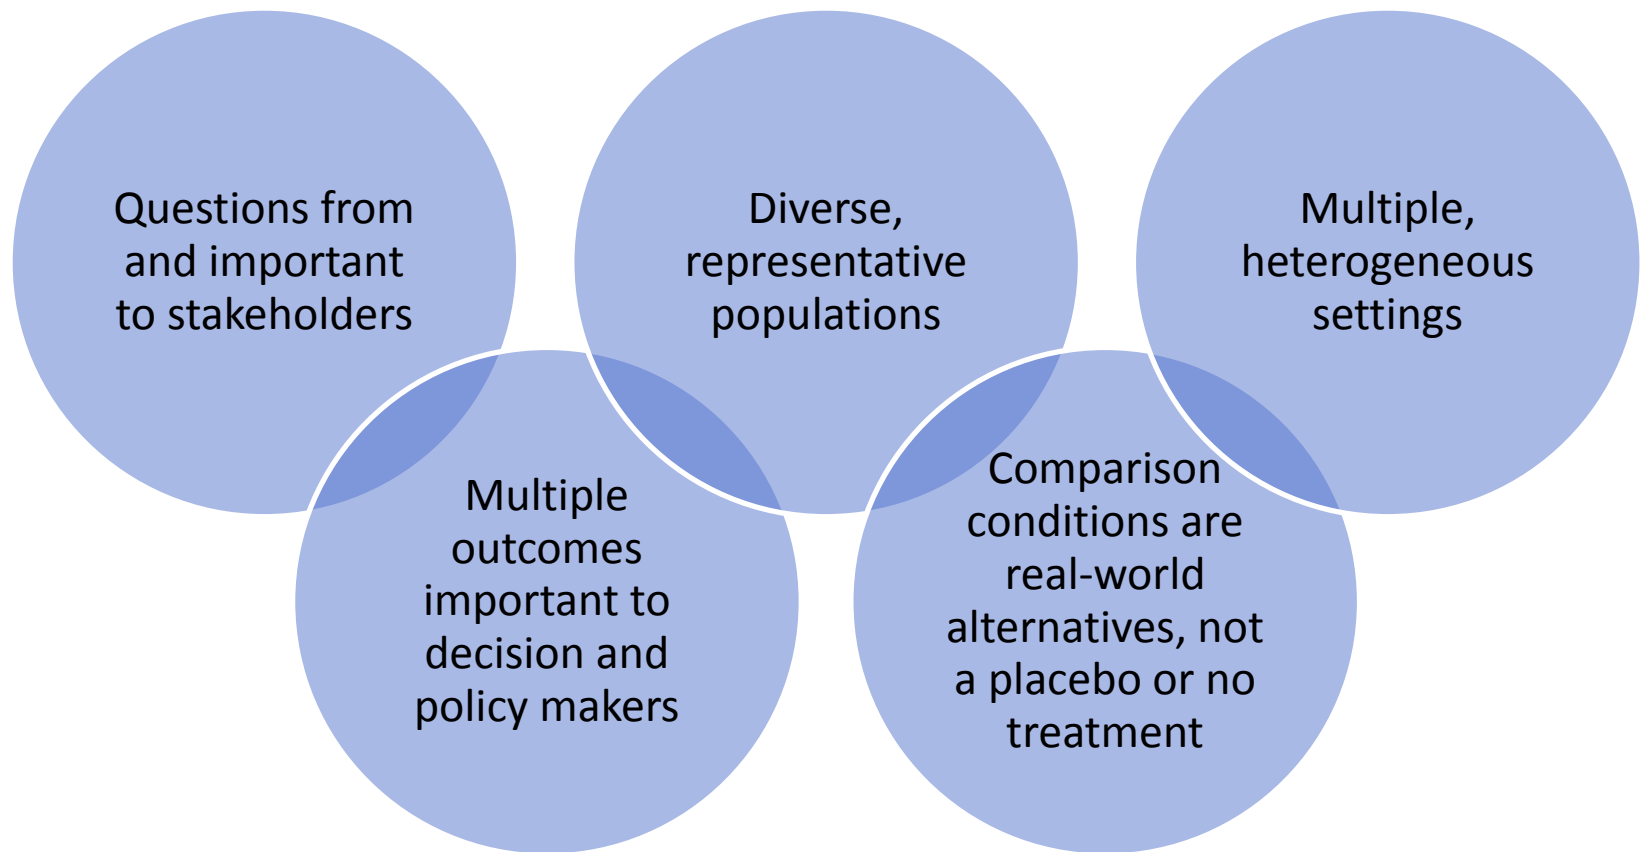 Questions from
and important
to stakeholders
Diverse,
representative
populations
Multiple,
heterogeneous
settings
Multiple
outcomes
important to
decision and
policy makers
Comparison
conditions are
real-world
alternatives, not
a placebo or no
treatment